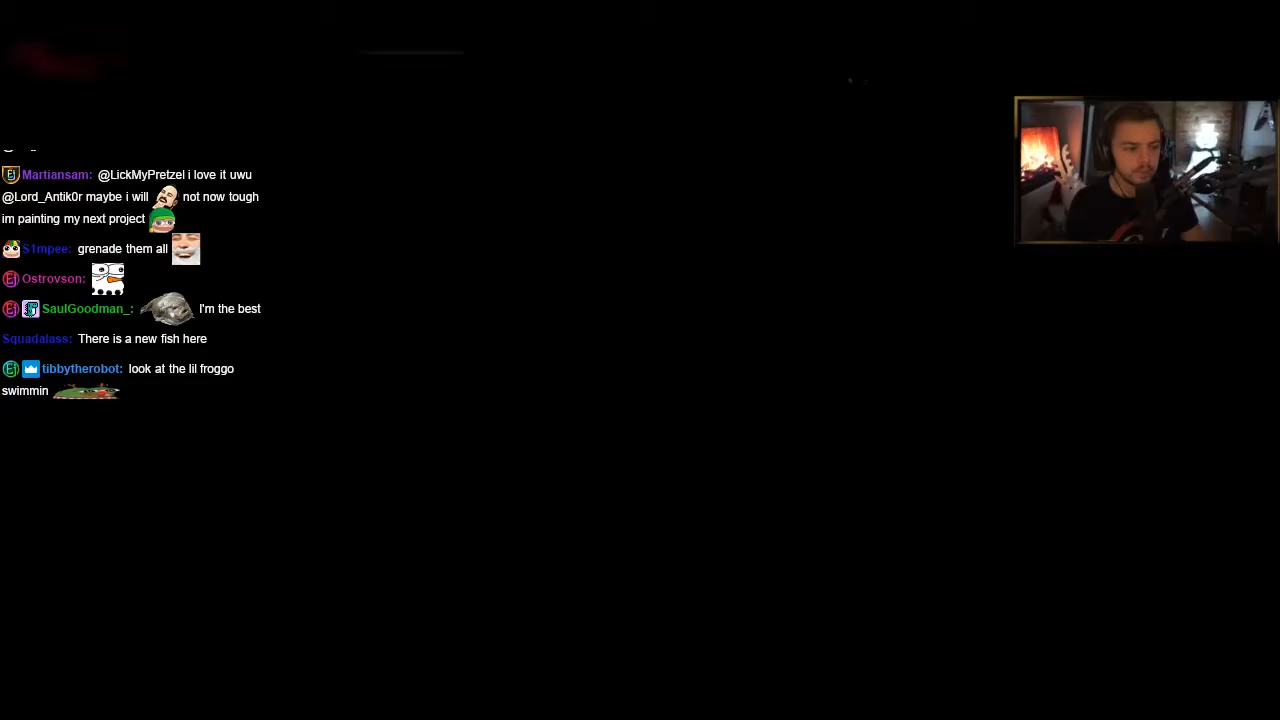 Martiansam: @LickMyPretzel i love it uwu
@Lord_Antik0r maybe i will not now tough
im painting my next project
S1mpee: grenade them all
Ostrovson:
SaulGoodman_: I'm the best
Squadalass: There is a new fish here
tibbytherobot: look at the lil froggo
swimmin